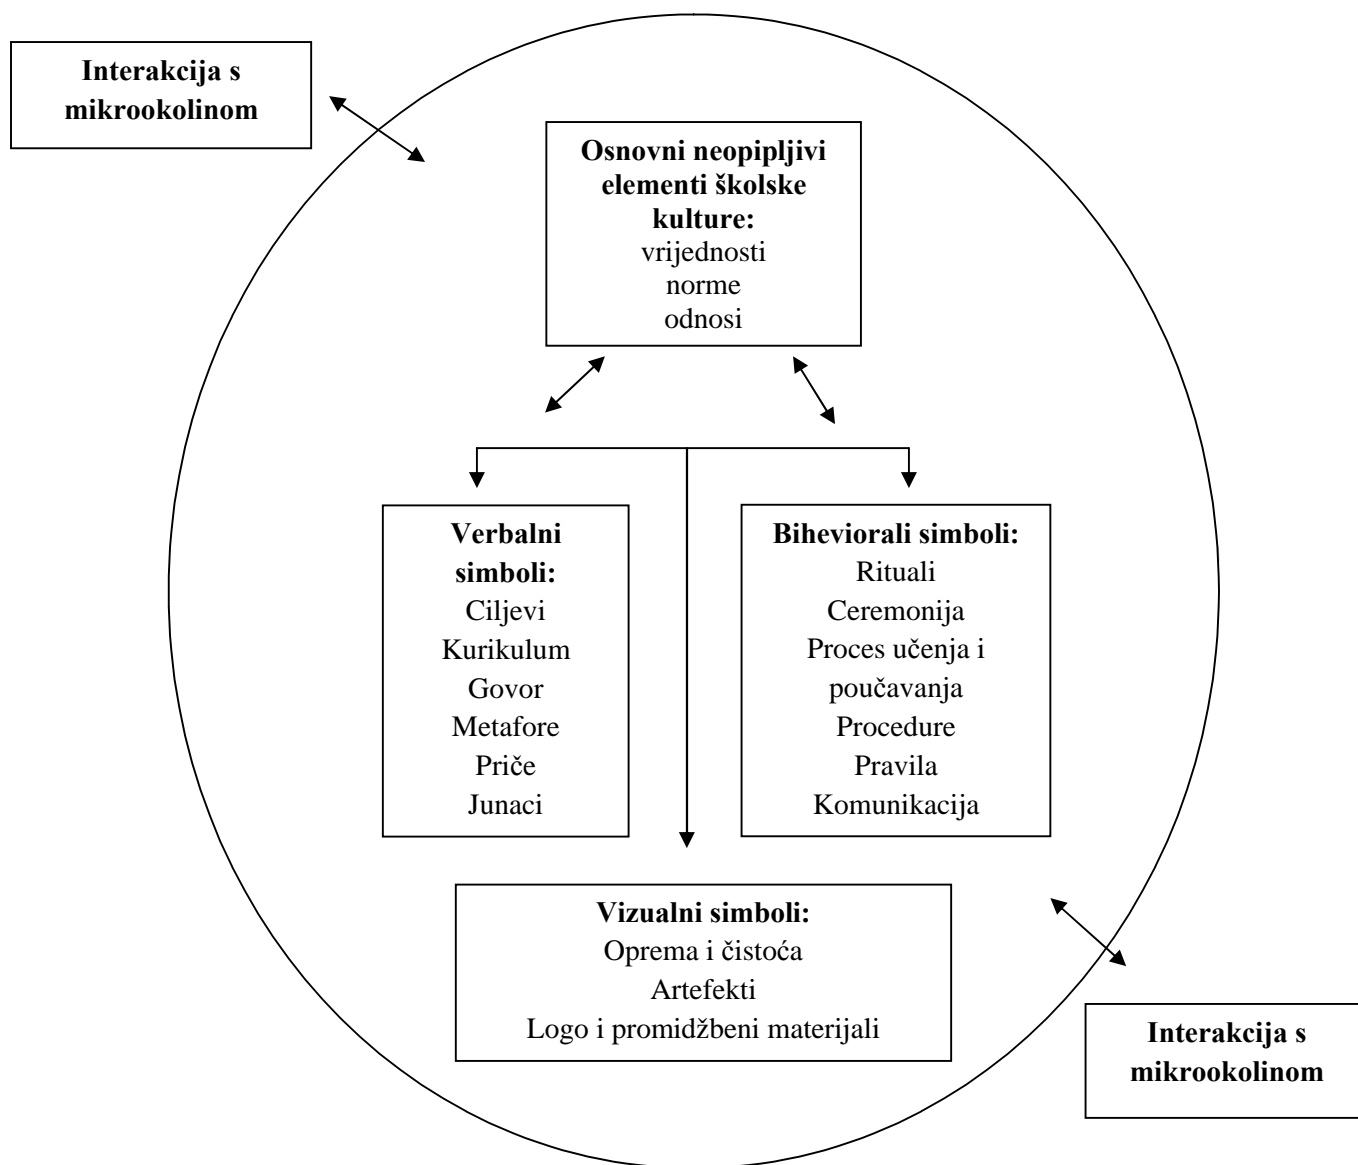 Interakcija s
mikrookolinom
Osnovni neopipljivi
elementi školske
kulture:
vrijednosti
norme
odnosi
Verbalni
simboli:
Ciljevi
Kurikulum
Govor
Metafore
Priče
Junaci
Biheviorali simboli:
Rituali
Ceremonija
Proces učenja i
poučavanja
Procedure
Pravila
Komunikacija
Vizualni simboli:
Oprema i čistoća
Artefekti
Logo i promidžbeni materijali
Interakcija s
mikrookolinom